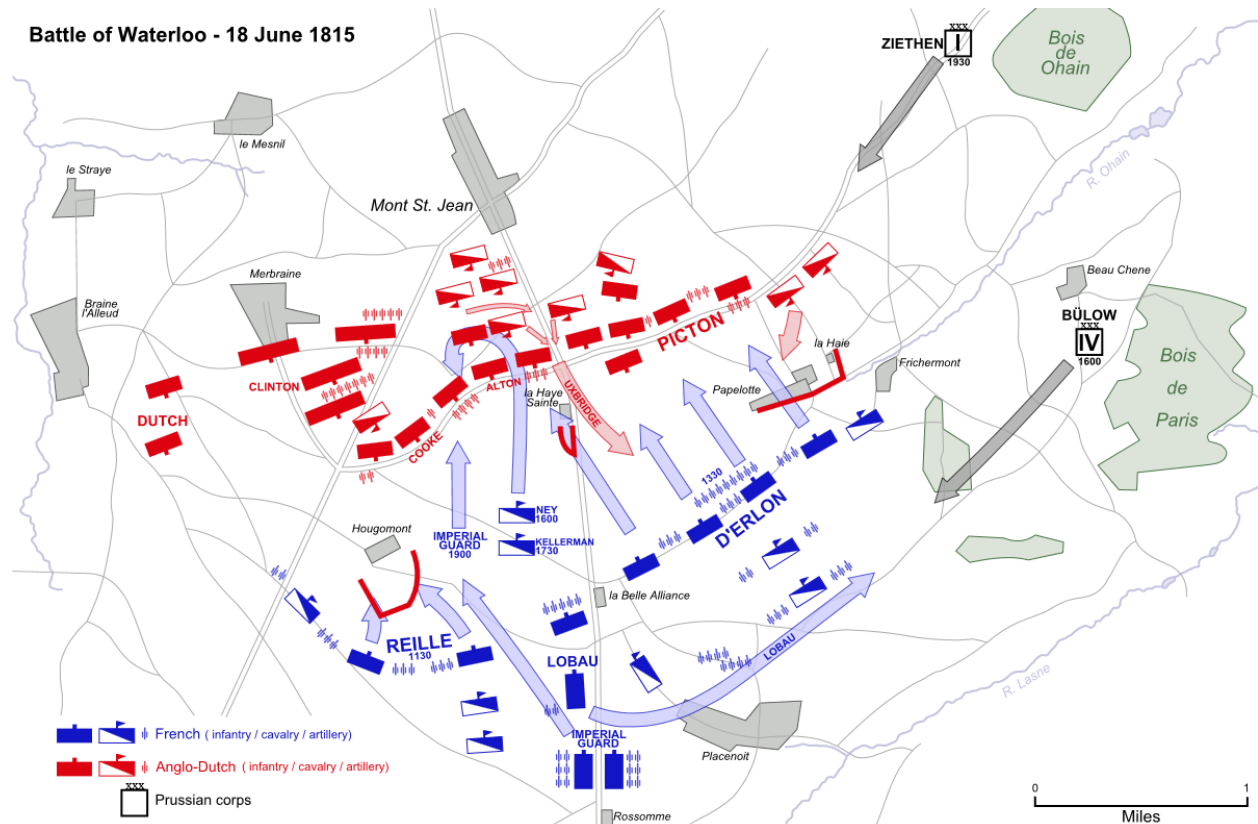 Battle of Waterloo - 18 June 1815
ZIETHEN
XXX
I
1930
Bois
de
Ohain
le Mesnil
le Straye
R. Ohain
Mont St. Jean
Merbraine
Beau Chene
Braine
l'Alleud
BÜLOW
XXX
IV
1600
PICTON
la Haie
Frichermont
Bois
de
Paris
CLINTON
ALTON
Papelotte
DUTCH
la Haye
Sainte
UXBRIDGE
COOKE
1330
D'ERLON
NEY
1600
Hougomont
IMPERIAL
GUARD
1900
KELLERMAN
1730
la Belle Alliance
REILLE
1130
LOBAU
LOBAU
R. Lasne
IMPERIAL
GUARD
Placenoit
French ( infantry / cavalry / artillery)
Anglo-Dutch (infantry / cavalry / artillery)
XXX
Prussian corps
0 1
Miles
Rossomme